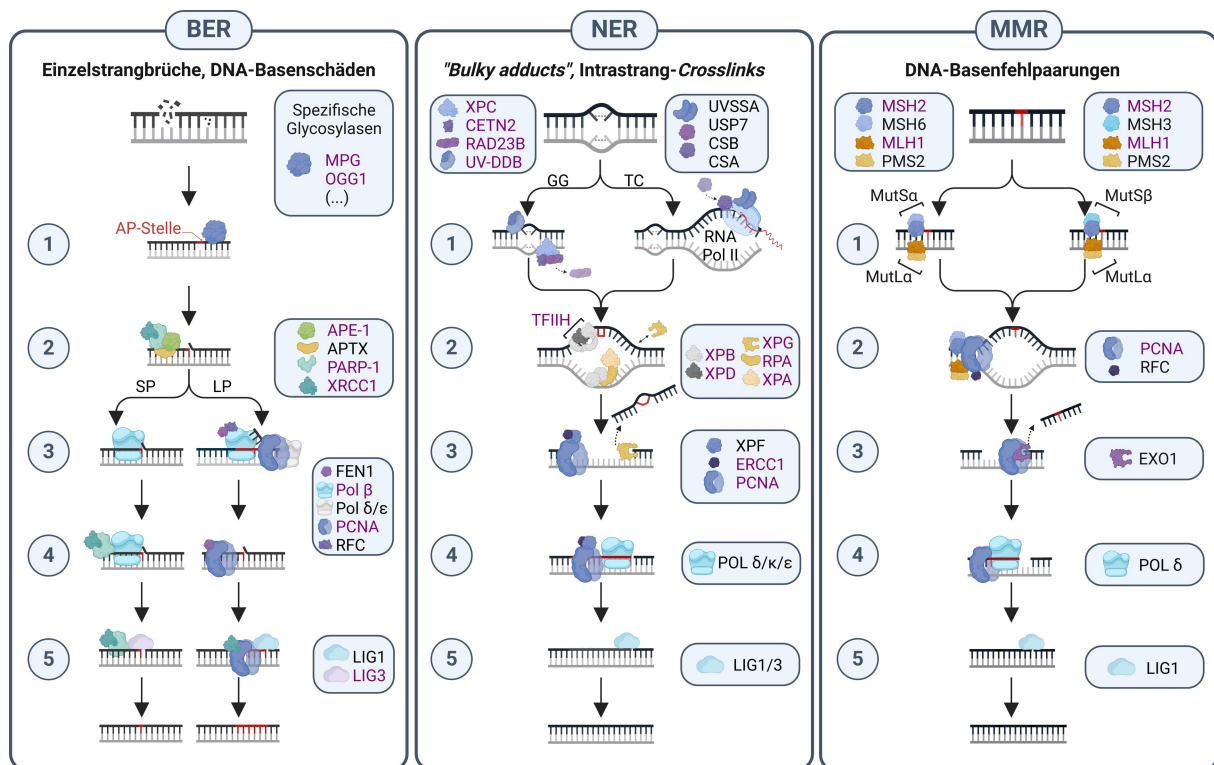 BER
Einzelstrangbrüche, DNA-Basenschäden
Spezifische
Glycosylasen
MPG
OGG1
(...)
1
AP-Stelle
2
APE-1
APTX
PARP-1
XRCC1
SP
LP
3
FEN1
Pol β
Pol δ/ε
PCNA
RFC
4
5
LIG1
LIG3
NER
"Bulky adducts", Intrastrang-Crosslinks
XPC
CETN2
RAD23B
UV-DDB
UVSSA
USP7
CSB
CSA
GG
TC
1
RNA
Pol II
2
TFIIH
XPB
XPD
XPG
RPA
XPA
3
XPF
ERCC1
PCNA
4
POL δ/κ/ε
5
LIG1/3
MMR
DNA-Basenfehlpaarungen
MSH2
MSH6
MLH1
PMS2
MSH2
MSH3
MLH1
PMS2
MutSα
MutSβ
1
MutLα
MutLα
2
PCNA
RFC
3
EXO1
4
POL δ
5
LIG1